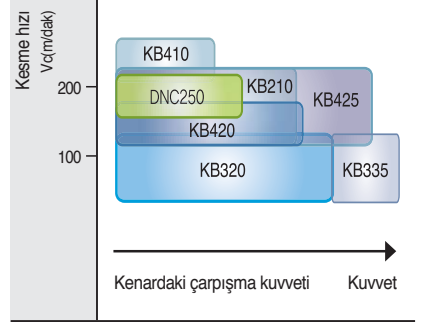 Kesme hızı
Vc(m/dak)
KB410
200
DNC250
KB210
KB425
KB420
100
KB320
KB335
Kenardaki çarpışma kuvveti
Kuvvet